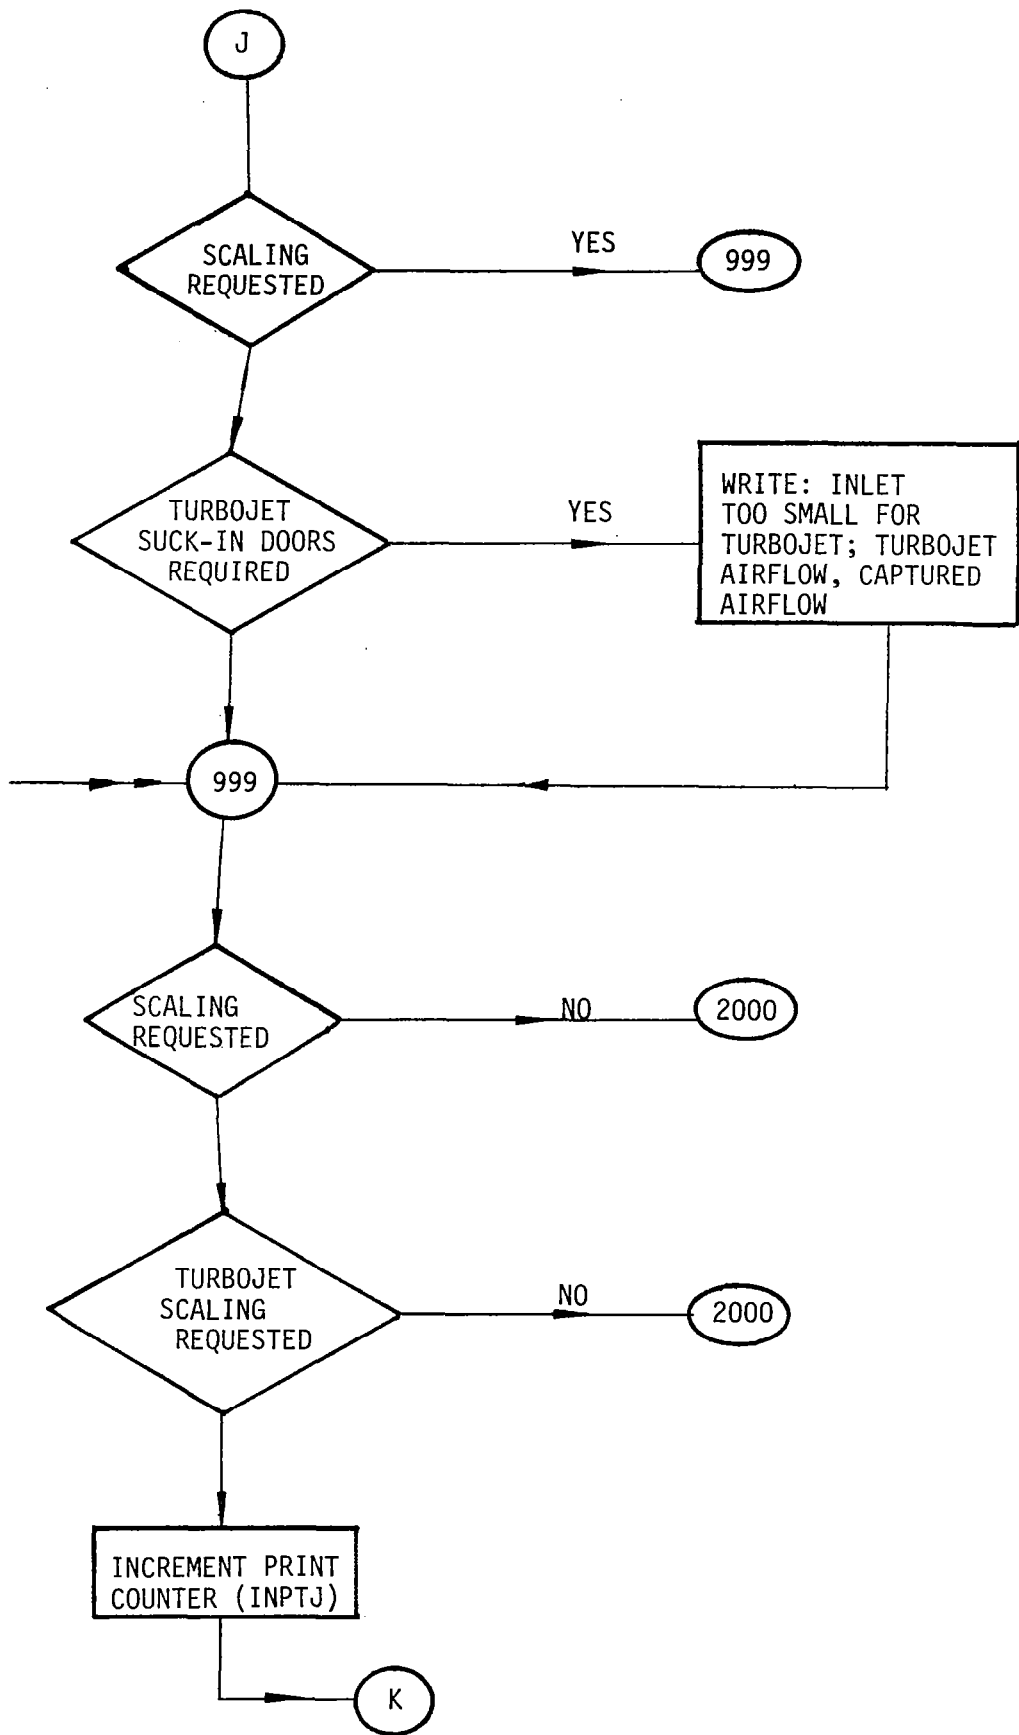 J
SCALING
REQUESTED
YES
999
TURBOJET
SUCK-IN DOORS
REQUIRED
YES
WRITE: INLET
TOO SMALL FOR
TURBOJET; TURBOJET
AIRFLOW, CAPTURED
AIRFLOW
999
SCALING
REQUESTED
NO
2000
TURBOJET
SCALING
REQUESTED
NO
2000
INCREMENT PRINT
COUNTER (INPTJ)
K